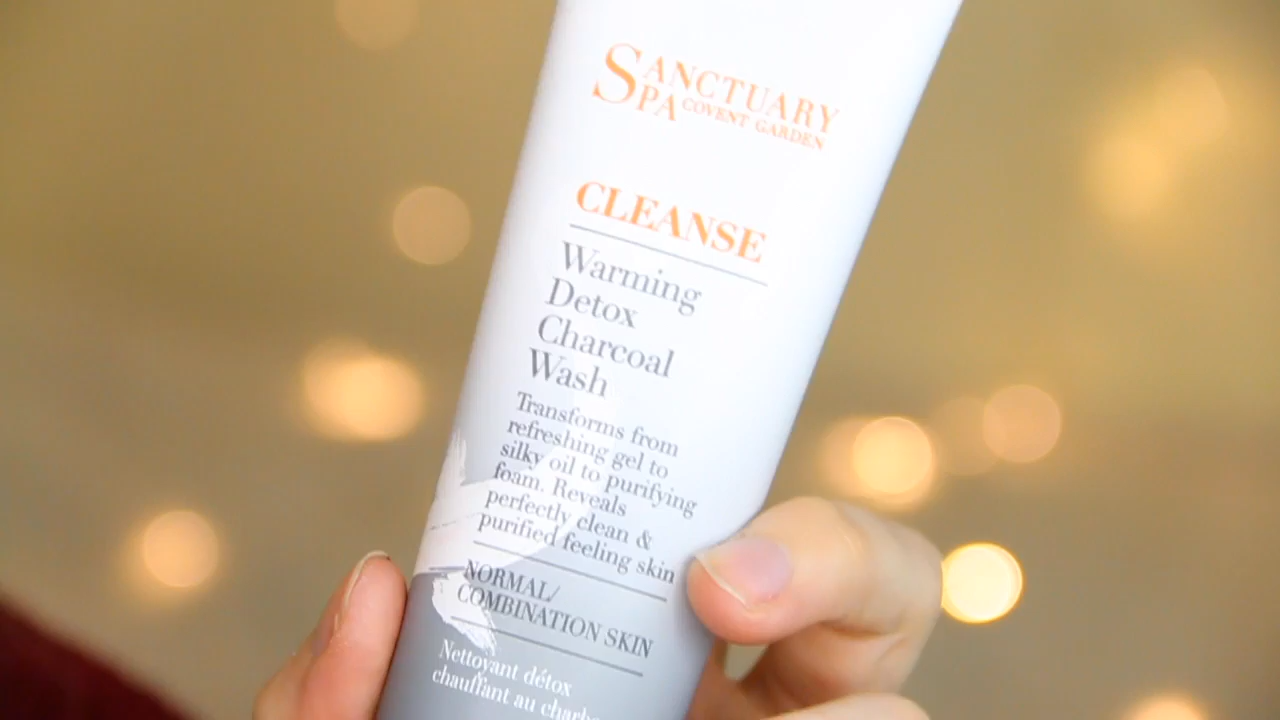 SANCTUARY
SPA COVENT GARDEN
CLEANSE
Warming
Detox
Charcoal
Wash
Transforms from
refreshing gel to
silky oil to purifying
foam. Reveals
perfectly clean &
purified feeling skin
NORMAL/
COMBINATION SKIN
Nettoyant détox
chauffant au